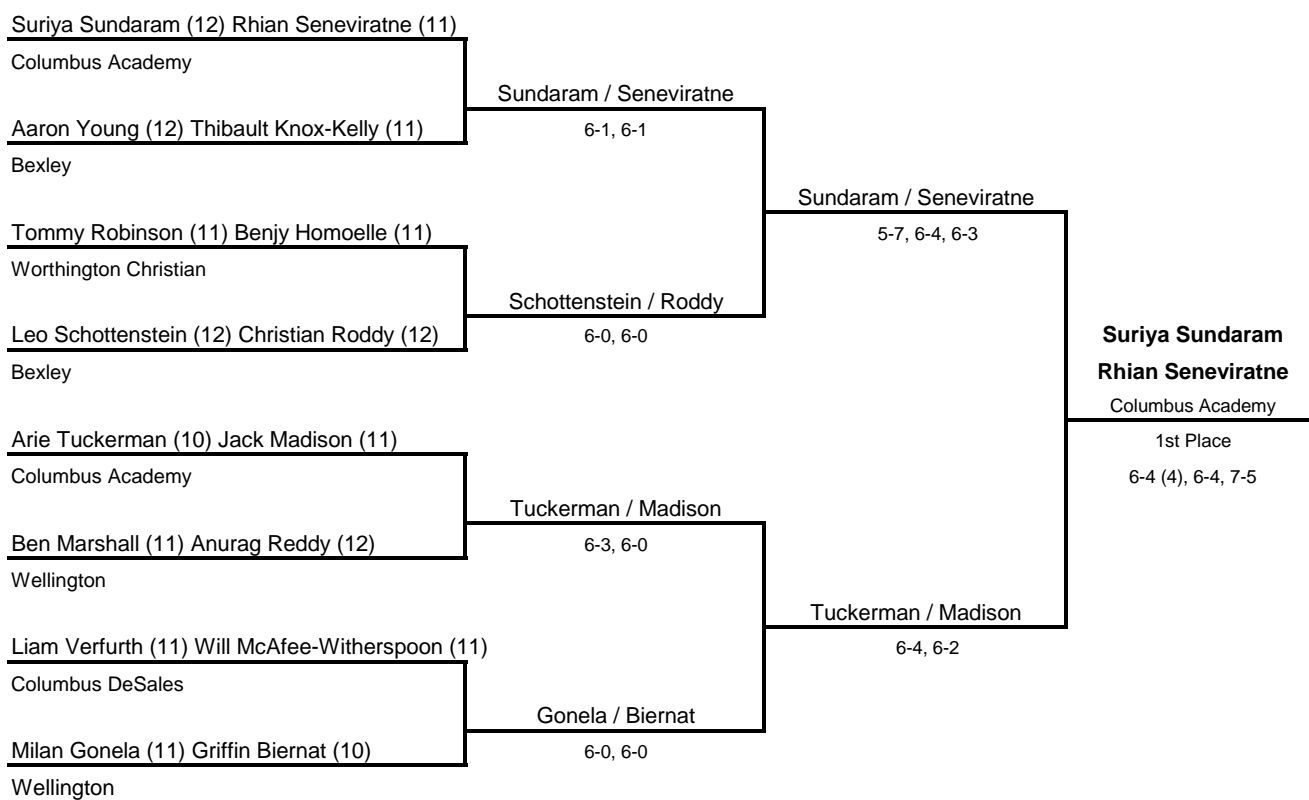 Suriya Sundaram (12) Rhian Seneviratne (11)
Columbus Academy
Sundaram / Seneviratne
6-1, 6-1
Aaron Young (12) Thibault Knox-Kelly (11)
Bexley
Sundaram / Seneviratne
5-7, 6-4, 6-3
Tommy Robinson (11) Benjy Homoelle (11)
Worthington Christian
Schottenstein / Roddy
6-0, 6-0
Leo Schottenstein (12) Christian Roddy (12)
Bexley
Suriya Sundaram
Rhian Seneviratne
Columbus Academy
1st Place
6-4 (4), 6-4, 7-5
Arie Tuckerman (10) Jack Madison (11)
Columbus Academy
Tuckerman / Madison
6-3, 6-0
Ben Marshall (11) Anurag Reddy (12)
Wellington
Tuckerman / Madison
6-4, 6-2
Liam Verfurth (11) Will McAfee-Witherspoon (11)
Columbus DeSales
Gonela / Biernat
6-0, 6-0
Milan Gonela (11) Griffin Biernat (10)
Wellington